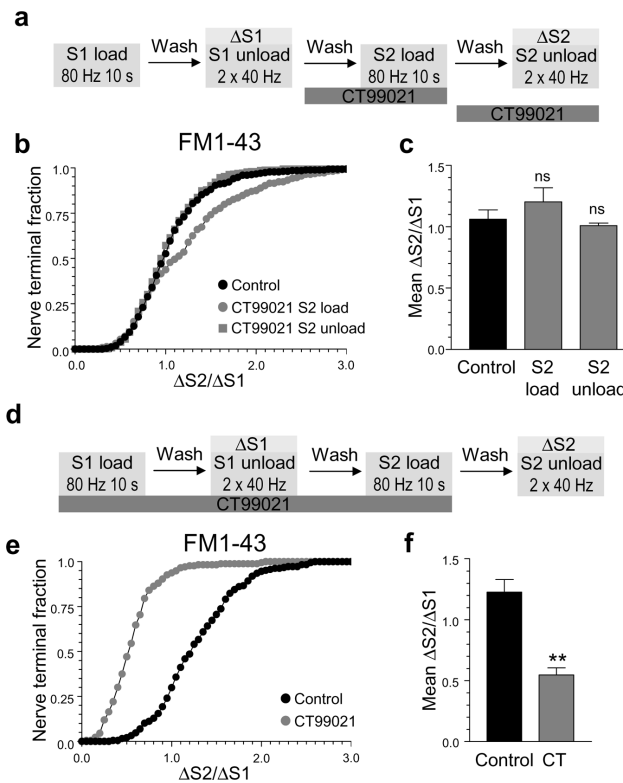 a
S1 load
80 Hz 10 s
Wash
ΔS1
S1 unload
2 x 40 Hz
Wash
S2 load
80 Hz 10 s
CT99021
Wash
ΔS2
S2 unload
2 x 40 Hz
CT99021
b
FM1-43
Nerve terminal fraction
1.0
0.75
0.5
0.25
0.0
0.0
1.0
2.0
3.0
ΔS2/ΔS1
Control
CT99021 S2 load
CT99021 S2 unload
c
Mean ΔS2/ΔS1
1.5
1.0
0.5
0.0
ns
ns
Control
S2
load
S2
unload
d
S1 load
80 Hz 10 s
Wash
ΔS1
S1 unload
2 x 40 Hz
Wash
S2 load
80 Hz 10 s
CT99021
Wash
ΔS2
S2 unload
2 x 40 Hz
e
FM1-43
Nerve terminal fraction
1.0
0.75
0.5
0.25
0.0
0.0
1.0
2.0
3.0
ΔS2/ΔS1
Control
CT99021
f
Mean ΔS2/ΔS1
1.5
1.0
0.5
0.0
**
Control CT